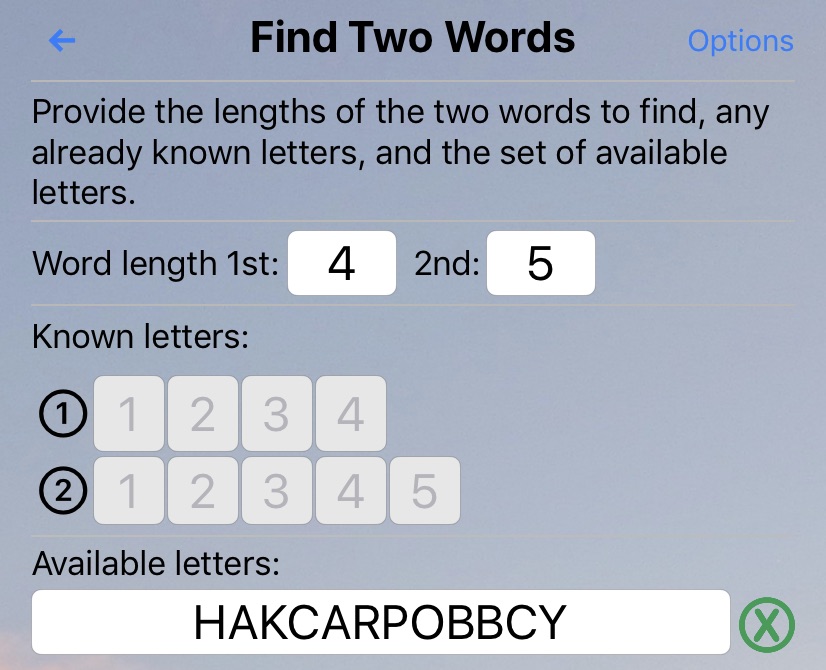 ← Find Two Words Options
Provide the lengths of the two words to find, any
already known letters, and the set of available
letters.
Word length 1st: 4 2nd: 5
Known letters:
① 1 2 3 4
② 1 2 3 4 5
Available letters:
HAKCARPOBBCY X